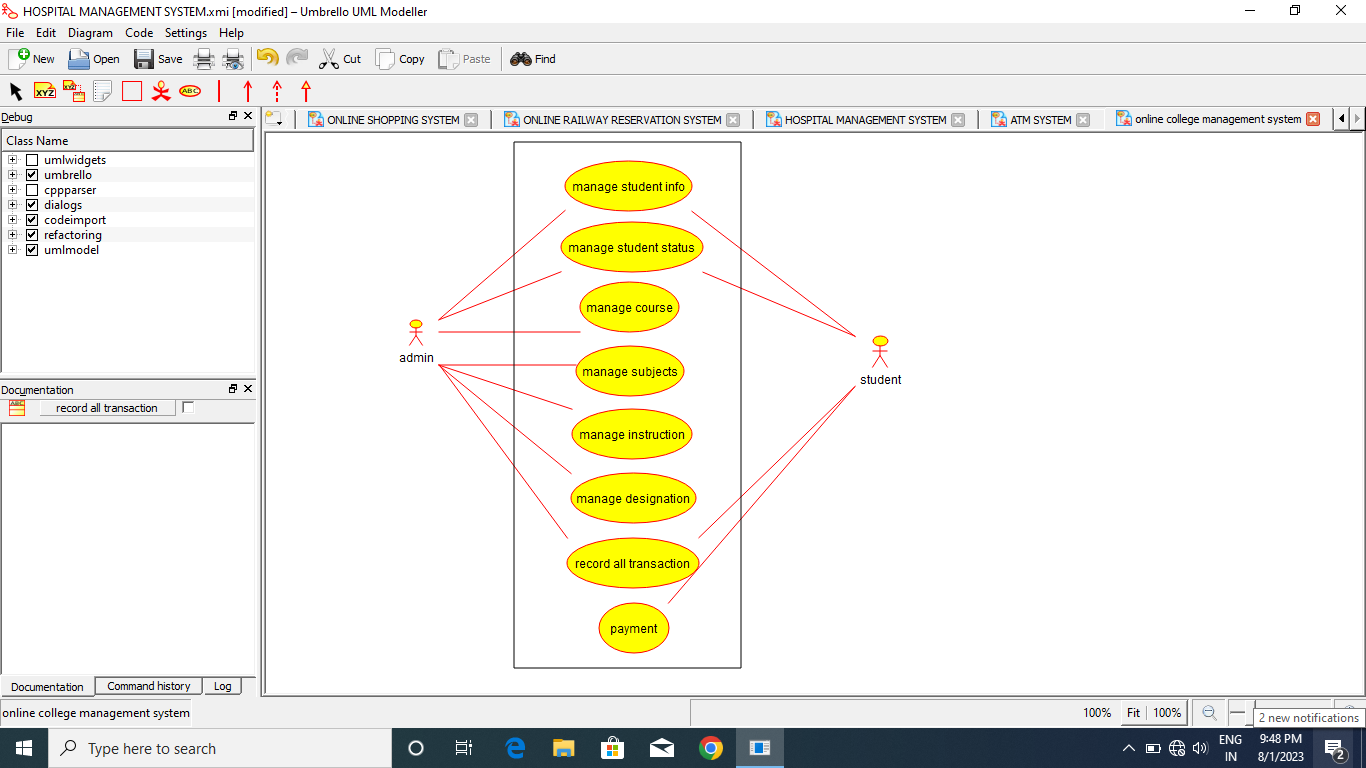 HOSPITAL MANAGEMENT SYSTEM.xmi [modified] – Umbrello UML Modeller
File Edit Diagram Code Settings Help
New Open Save Cut Copy Paste Find
XYZ XYZ ABC
Debug
ONLINE SHOPPING SYSTEM ONLINE RAILWAY RESERVATION SYSTEM HOSPITAL MANAGEMENT SYSTEM ATM SYSTEM online college management system
Class Name
umlwidgets
umbrello
cppparser
dialogs
codeimport
refactoring
umlmodel
Documentation
ABC record all transaction
Documentation Command history Log
manage student info
manage student status
manage course
manage subjects
manage instruction
manage designation
record all transaction
payment
admin
student
online college management system
100% Fit 100%
2 new notifications
Type here to search
ENG
IN
9:48 PM
8/1/2023
2